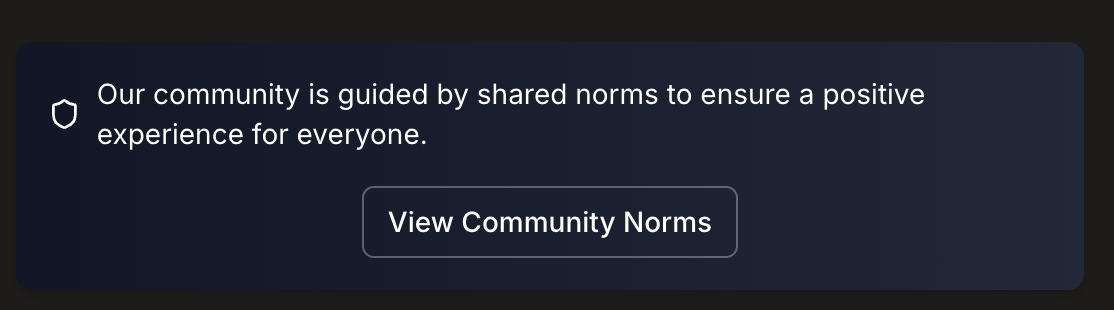 Our community is guided by shared norms to ensure a positive
experience for everyone.
View Community Norms